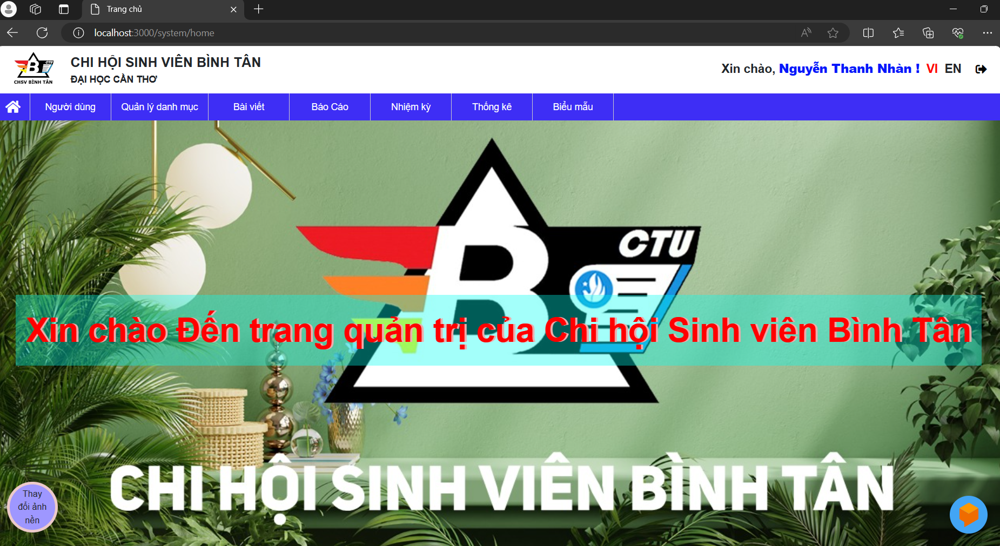 Trang chủ
localhost:3000/system/home
CTU
B
CHSV BÌNH TÂN
CHI HỘI SINH VIÊN BÌNH TÂN
ĐẠI HỌC CẦN THƠ
Xin chào, Nguyễn Thanh Nhàn ! VI EN
Người dùng Quản lý danh mục Bài viết Báo Cáo Nhiệm kỳ Thống kê Biểu mẫu
CTU
B
Xin chào Đến trang quản trị của Chi hội Sinh viên Bình Tân
CHI HỘI SINH VIÊN BÌNH TÂN
Thay
đổi ảnh
nền